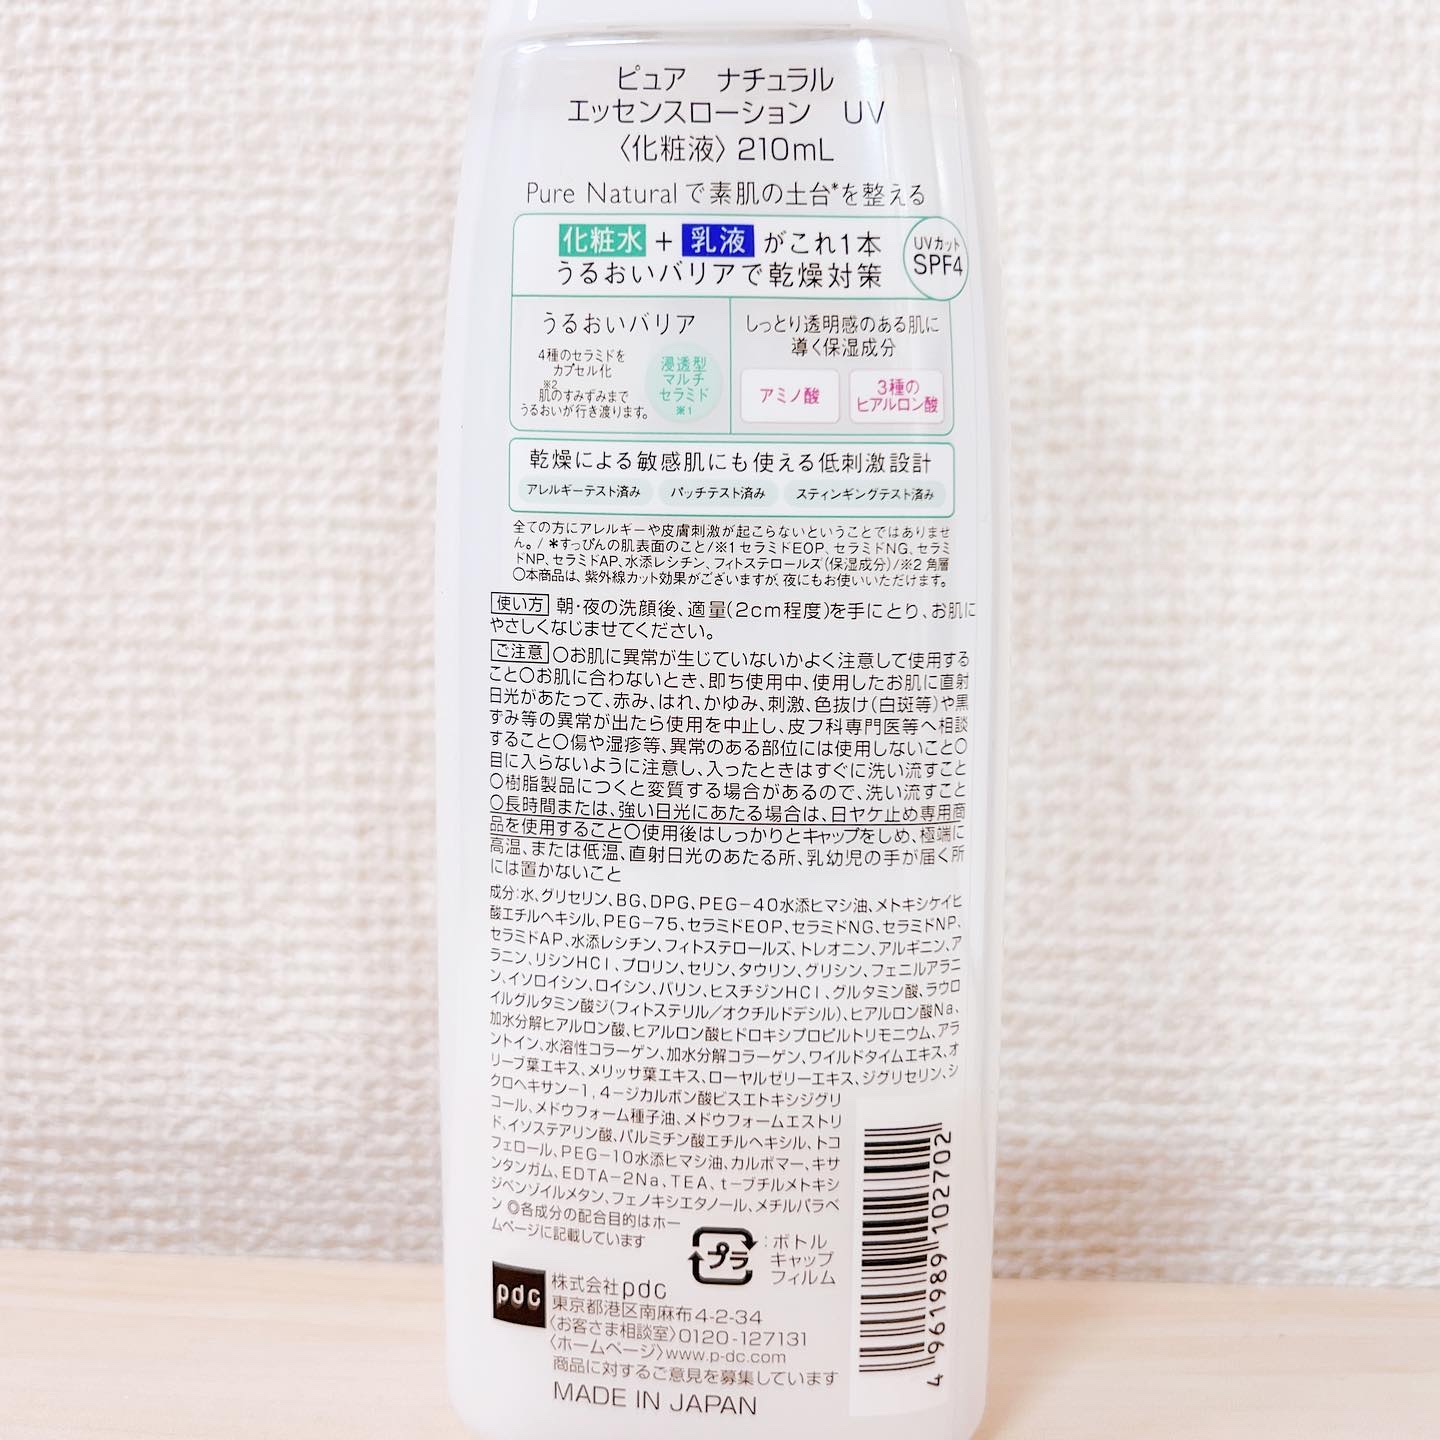 ピュア ナチュラル
エッセンスローション UV
〈化粧液〉210mL
Pure Naturalで素肌の土台*を整える
化粧水 + 乳液 がこれ1本
うるおいバリアで乾燥対策
UVカット
SPF4
うるおいバリア
4種のセラミドを
カプセル化
※2
肌のすみずみまで
うるおいが行き渡ります。
浸透型
マルチ
セラミド
※1
しっとり透明感のある肌に
導く保湿成分
アミノ酸
3種の
ヒアルロン酸
乾燥による敏感肌にも使える低刺激設計
アレルギーテスト済み パッチテスト済み スティンギングテスト済み
全ての方にアレルギーや皮膚刺激が起こらないということではありませ
ん。/ *すっぴんの肌表面のこと/※1 セラミドEOP、セラミドNG、セラミ
ドNP、セラミドAP、水添レシチン、フィトステロールズ(保湿成分)/※2 角層
○本商品は、紫外線カット効果がございますが、夜にもお使いいただけます。
使い方 朝・夜の洗顔後、適量(2cm程度)を手にとり、お肌に
やさしくなじませてください。
ご注意 ○お肌に異常が生じていないかよく注意して使用する
こと○お肌に合わないとき、即ち使用中、使用したお肌に直射
日光があたって、赤み、はれ、かゆみ、刺激、色抜け(白斑等)や黒
ずみ等の異常が出たら使用を中止し、皮フ科専門医等へ相談
すること○傷や湿疹等、異常のある部位には使用しないこと○
目に入らないように注意し、入ったときはすぐに洗い流すこと
○樹脂製品につくと変質する場合があるので、洗い流すこと
○長時間または、強い日光にあたる場合は、日ヤケ止め専用商
品を使用すること○使用後はしっかりとキャップをしめ、極端に
高温、または低温、直射日光のあたる所、乳幼児の手が届く所
には置かないこと
成分:水、グリセリン、BG、DPG、PEG-40水添ヒマシ油、メトキシケイヒ
酸エチルヘキシル、PEG-75、セラミドEOP、セラミドNG、セラミドNP、
セラミドAP、水添レシチン、フィトステロールズ、トレオニン、アルギニン、ア
ラニン、リシンHCl、プロリン、セリン、タウリン、グリシン、フェニルアラニ
ン、イソロイシン、ロイシン、バリン、ヒスチジンHCl、グルタミン酸、ラウロ
イルグルタミン酸ジ(フィトステリル/オクチルドデシル)、ヒアルロン酸Na、
加水分解ヒアルロン酸、ヒアルロン酸ヒドロキシプロピルトリモニウム、アラ
ントイン、水溶性コラーゲン、加水分解コラーゲン、ワイルドタイムエキス、オ
リーブ葉エキス、メリッサ葉エキス、ローヤルゼリーエキス、ジグリセリン、シ
クロヘキサン-1,4-ジカルボン酸ビスエトキシジグリ
コール、メドウフォーム種子油、メドウフォームエストリ
ド、イソステアリン酸、パルミチン酸エチルヘキシル、トコ
フェロール、PEG-10水添ヒマシ油、カルボマー、キサ
ンタンガム、EDTA-2Na、TEA、t-ブチルメトキシ
ジベンゾイルメタン、フェノキシエタノール、メチルパラベ
ン ◎各成分の配合目的はホー
ムページに記載しています
プラ
:ボトル
キャップ
フィルム
pdc
株式会社pdc
東京都港区南麻布4-2-34
〈お客さま相談室〉0120-127131
〈ホームページ〉www.p-dc.com
商品に対するご意見を募集しています
MADE IN JAPAN
4 961989 102702